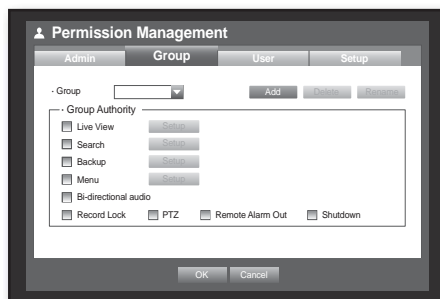 Permission Management
Admin Group User Setup
· Group Add Delete Rename
· Group Authority
Live View Setup
Search Setup
Backup Setup
Menu Setup
Bi-directional audio
Record Lock PTZ Remote Alarm Out Shutdown
OK Cancel